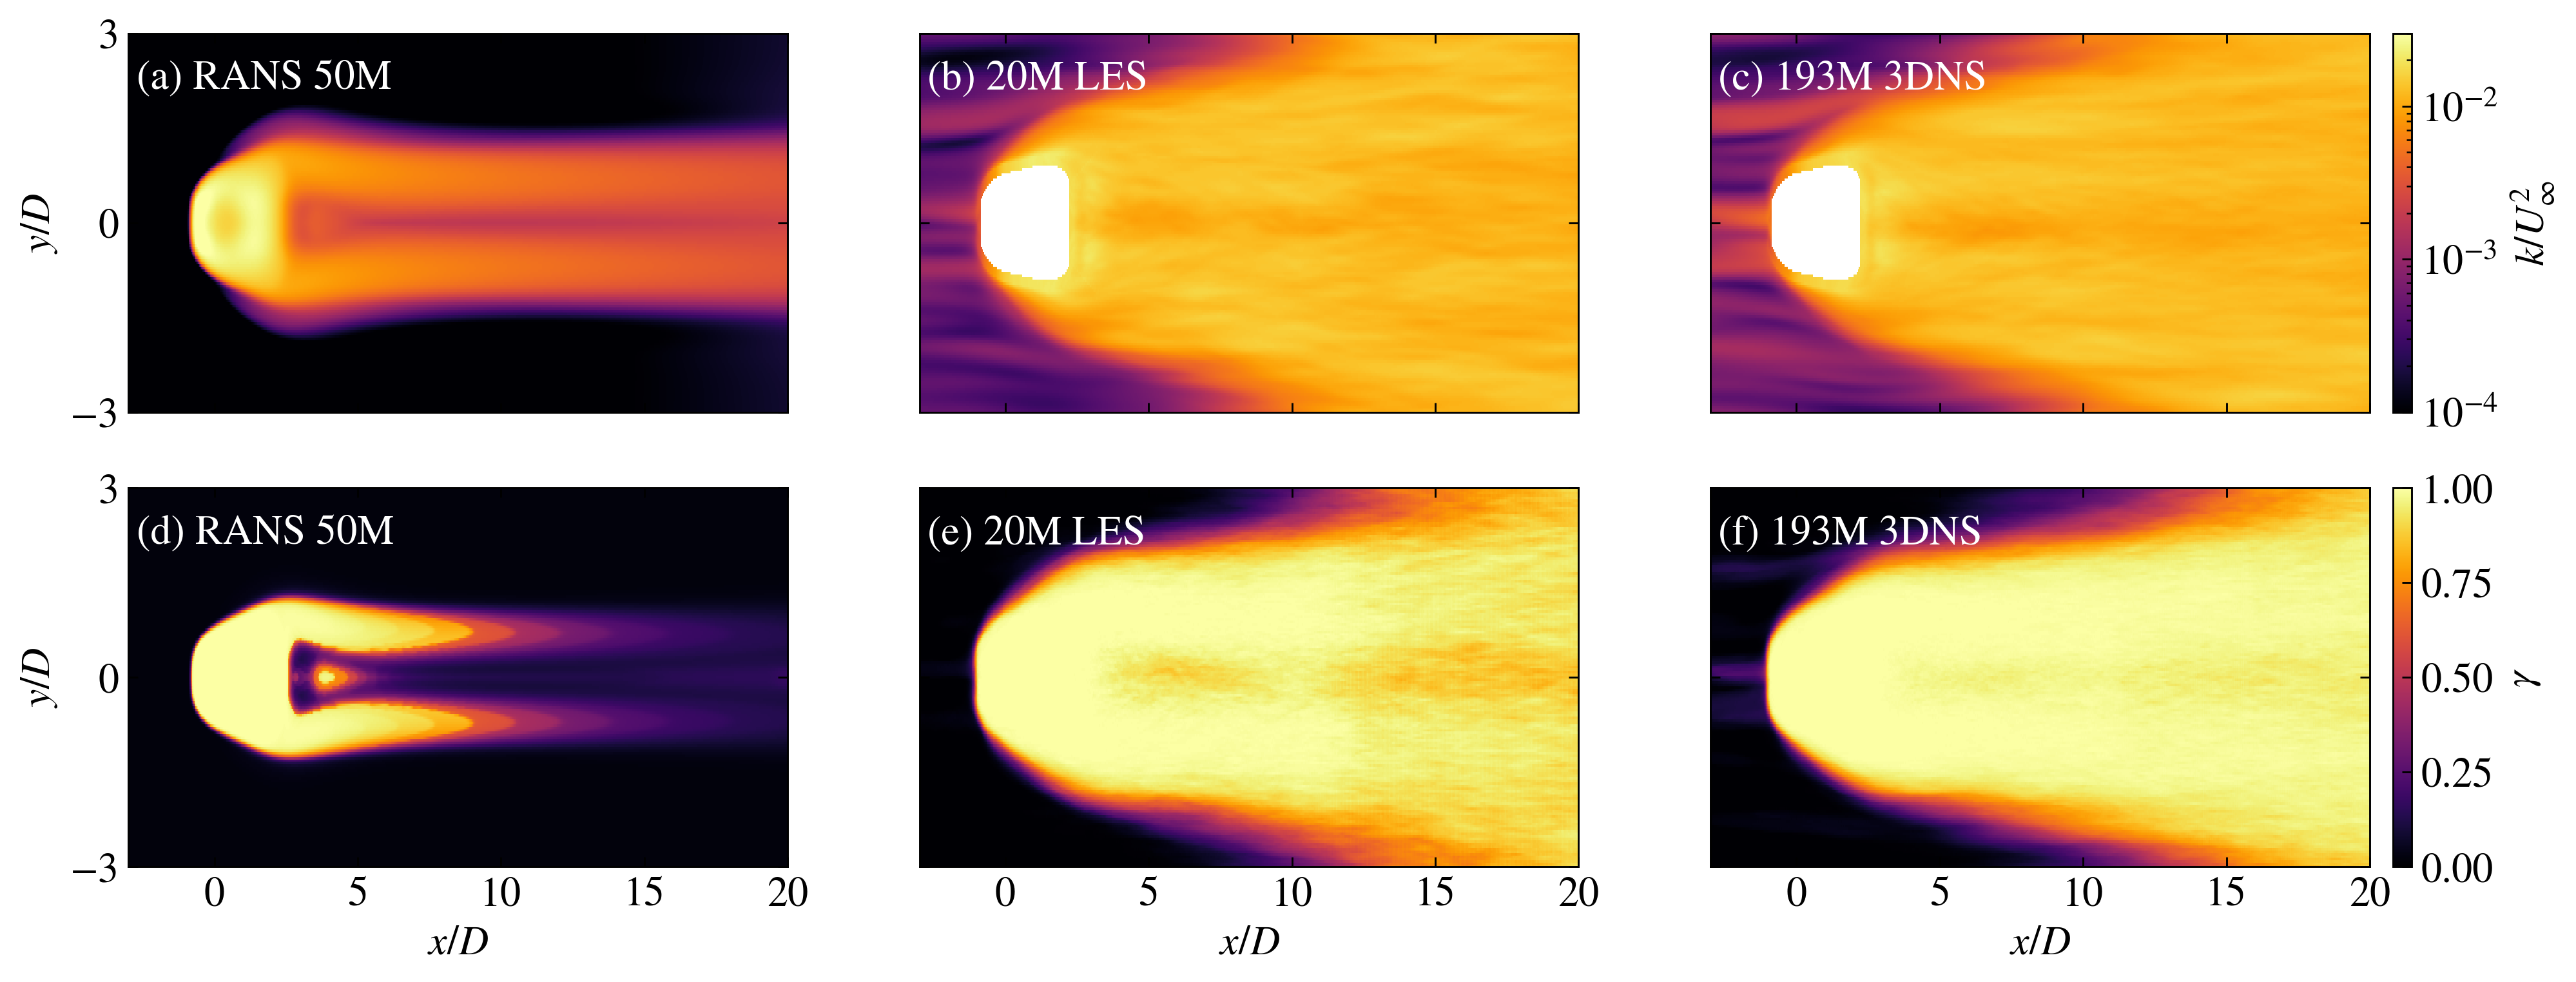 3
0
−3
y/D
(a) RANS 50M
(b) 20M LES
(c) 193M 3DNS
10⁻²
10⁻³
10⁻⁴
k/U²∞
3
0
−3
y/D
(d) RANS 50M
(e) 20M LES
(f) 193M 3DNS
1.00
0.75
0.50
0.25
0.00
γ
0 5 10 15 20
0 5 10 15 20
0 5 10 15 20
x/D
x/D
x/D